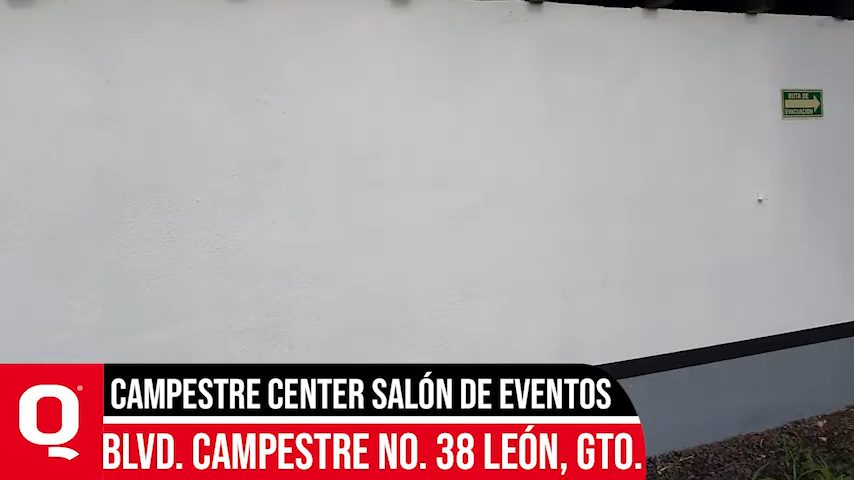 RUTA DE
EVACUACIÓN
Q®
CAMPESTRE CENTER SALÓN DE EVENTOS
BLVD. CAMPESTRE NO. 38 LEÓN, GTO.